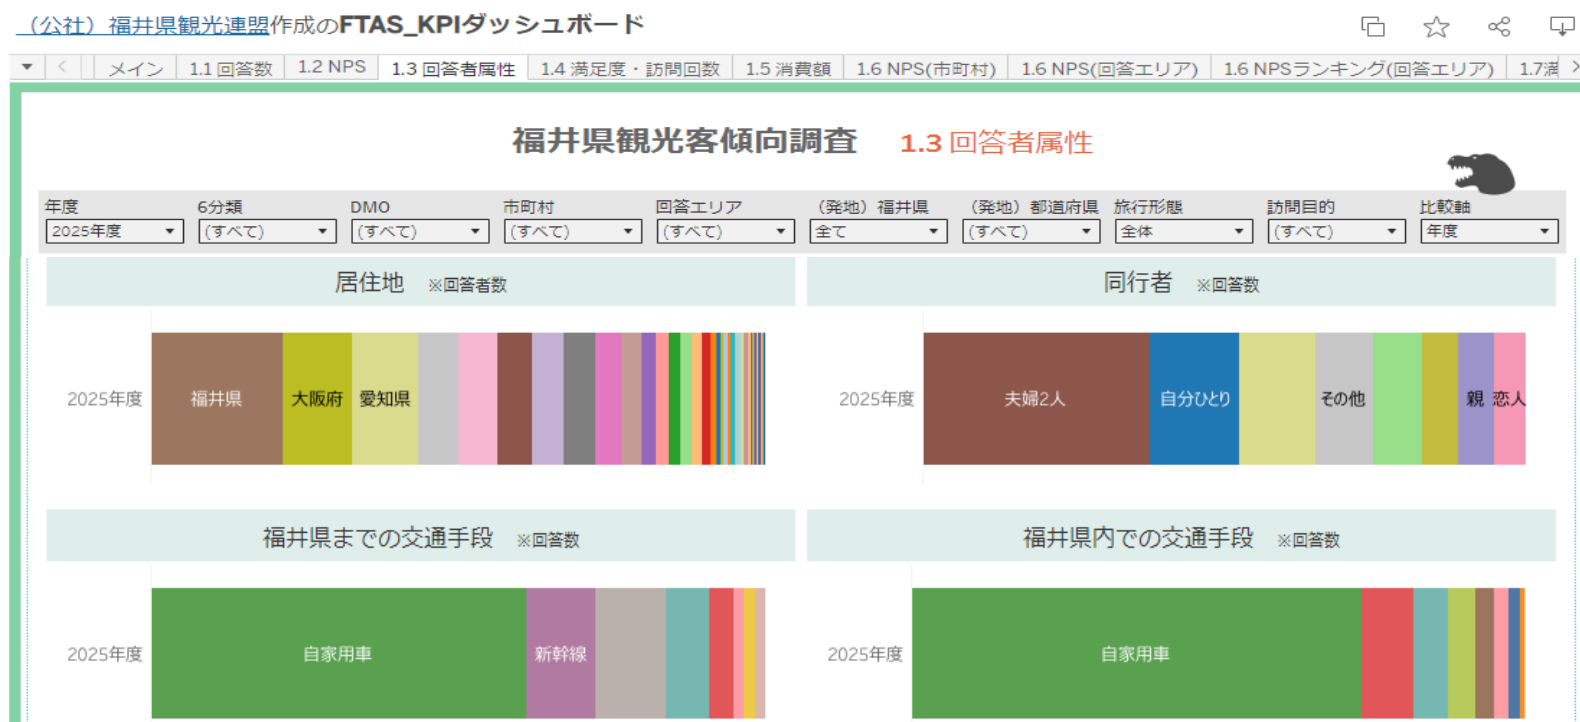 （公社）福井県観光連盟作成のFTAS_KPIダッシュボード
メイン 1.1 回答数 1.2 NPS 1.3 回答者属性 1.4 満足度・訪問回数 1.5 消費額 1.6 NPS(市町村) 1.6 NPS(回答エリア) 1.6 NPSランキング(回答エリア) 1.7満
福井県観光客傾向調査 1.3 回答者属性
年度 6分類 DMO 市町村 回答エリア （発地）福井県 （発地）都道府県 旅行形態 訪問目的 比較軸
2025年度 (すべて) (すべて) (すべて) (すべて) 全て (すべて) 全体 (すべて) 年度
居住地 ※回答者数
同行者 ※回答数
2025年度 福井県 大阪府 愛知県
2025年度 夫婦2人 自分ひとり その他 親 恋人
福井県までの交通手段 ※回答数
福井県内での交通手段 ※回答数
2025年度 自家用車 新幹線
2025年度 自家用車